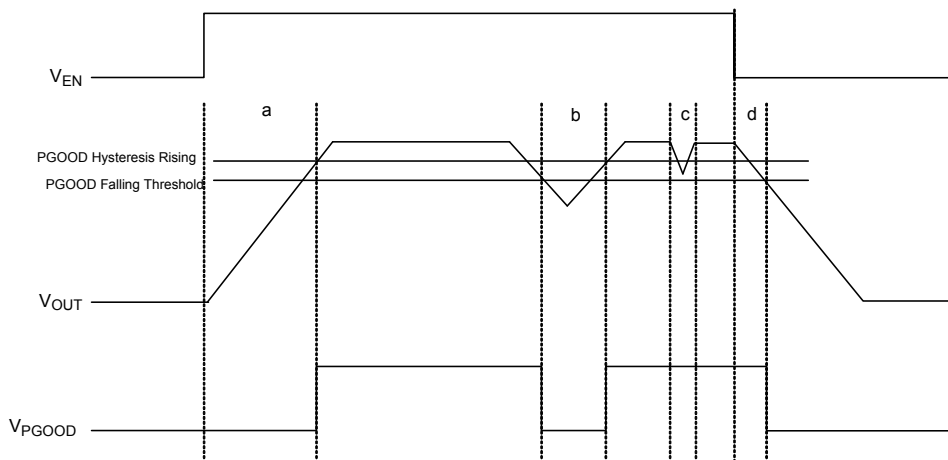 V_EN
a
b
c
d
PGOOD Hysteresis Rising
PGOOD Falling Threshold
V_OUT
V_PGOOD